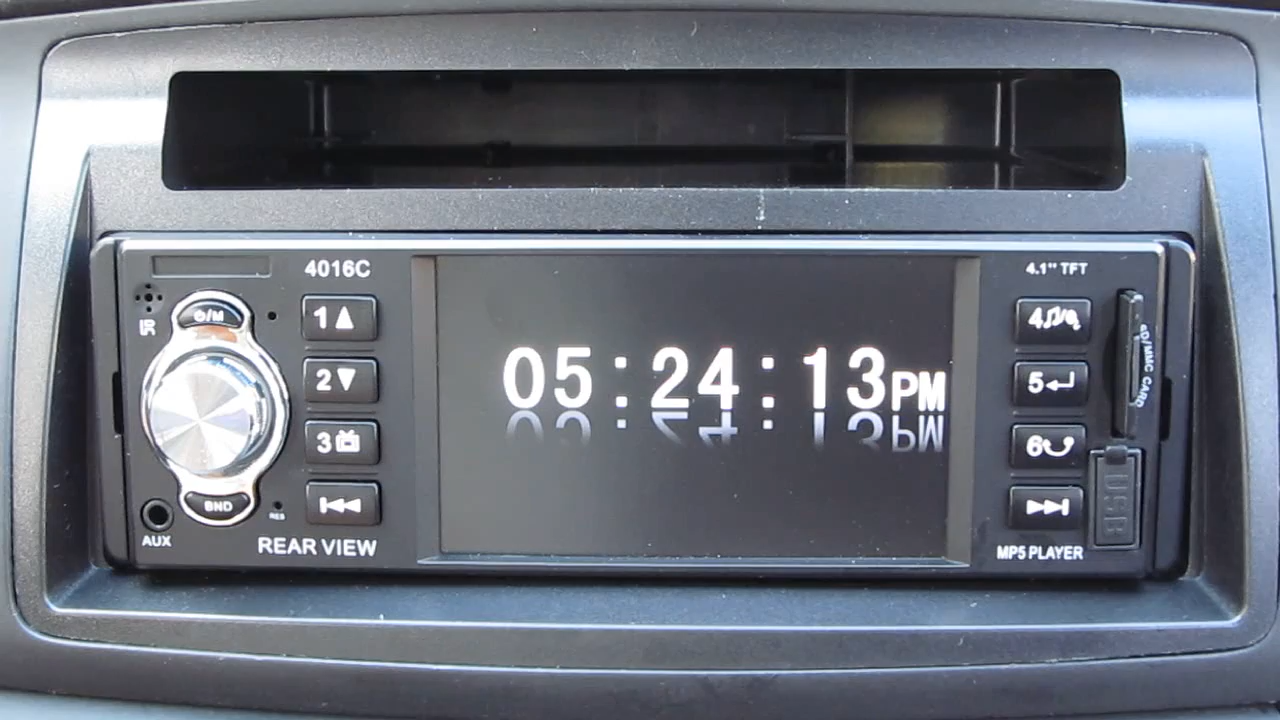 4016C
4.1" TFT
IR
⏻/M
1▲
2▼
3
⏮
BND
RES
AUX
REAR VIEW
05:24:13PM
4♫/
5↵
6
⏭
SD/MMC CARD
USB
MP5 PLAYER